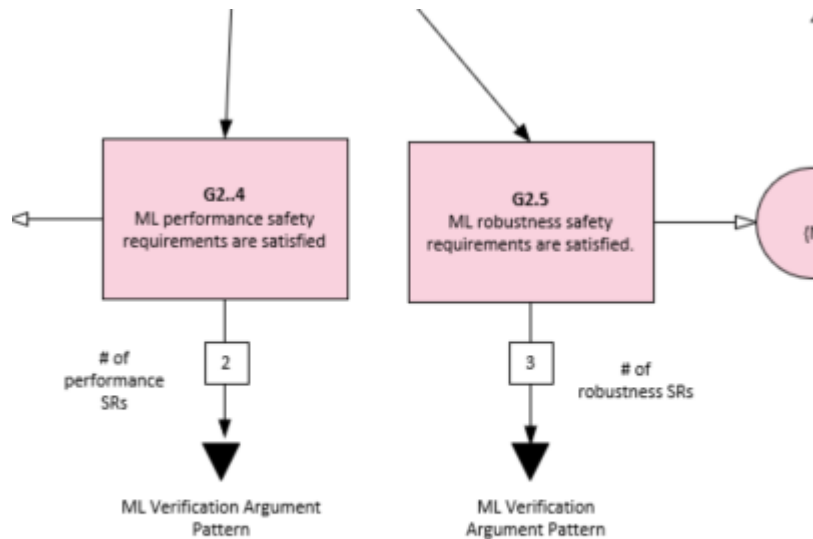 G2..4
ML performance safety
requirements are satisfied
G2.5
ML robustness safety
requirements are satisfied.
# of
performance
SRs
2
3
# of
robustness SRs
ML Verification Argument
Pattern
ML Verification
Argument Pattern